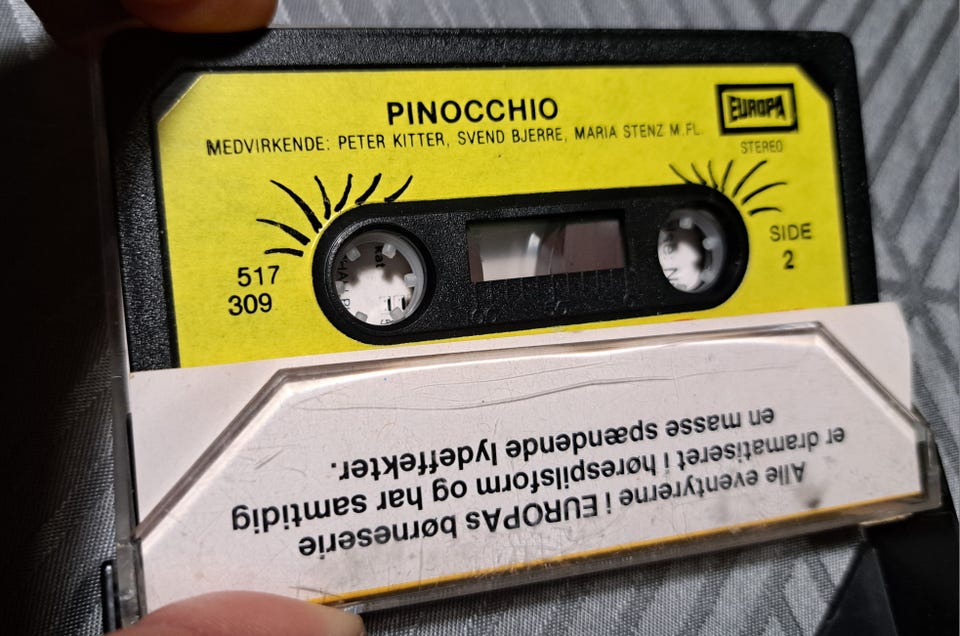 PINOCCHIO
EUROPA
MEDVIRKENDE: PETER KITTER, SVEND BJERRE, MARIA STENZ M.FL.
STEREO
SIDE
2
517
309
Alle eventyrerne i EUROPAs børneserie
er dramatiseret i hørespilsform og har samtidig
en masse spændende lydeffekter.